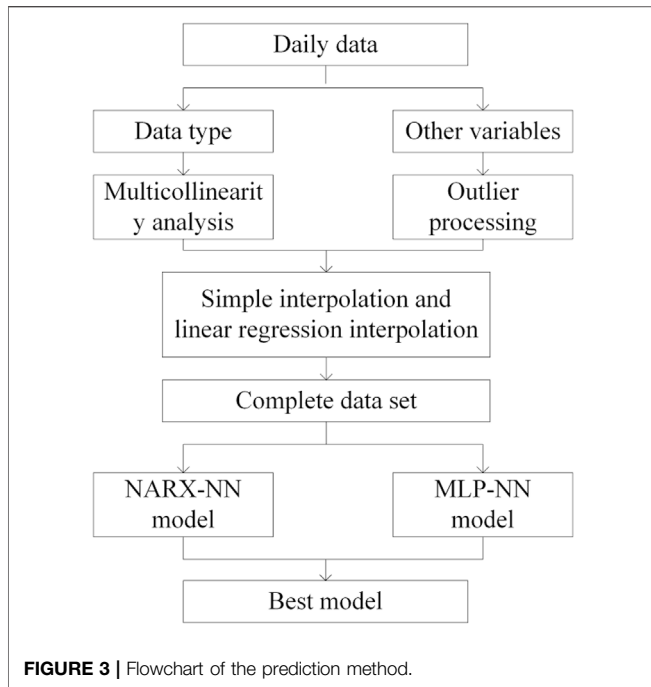 Daily data
Data type
Other variables
Multicollinearit
y analysis
Outlier
processing
Simple interpolation and
linear regression interpolation
Complete data set
NARX-NN
model
MLP-NN
model
Best model
FIGURE 3 | Flowchart of the prediction method.